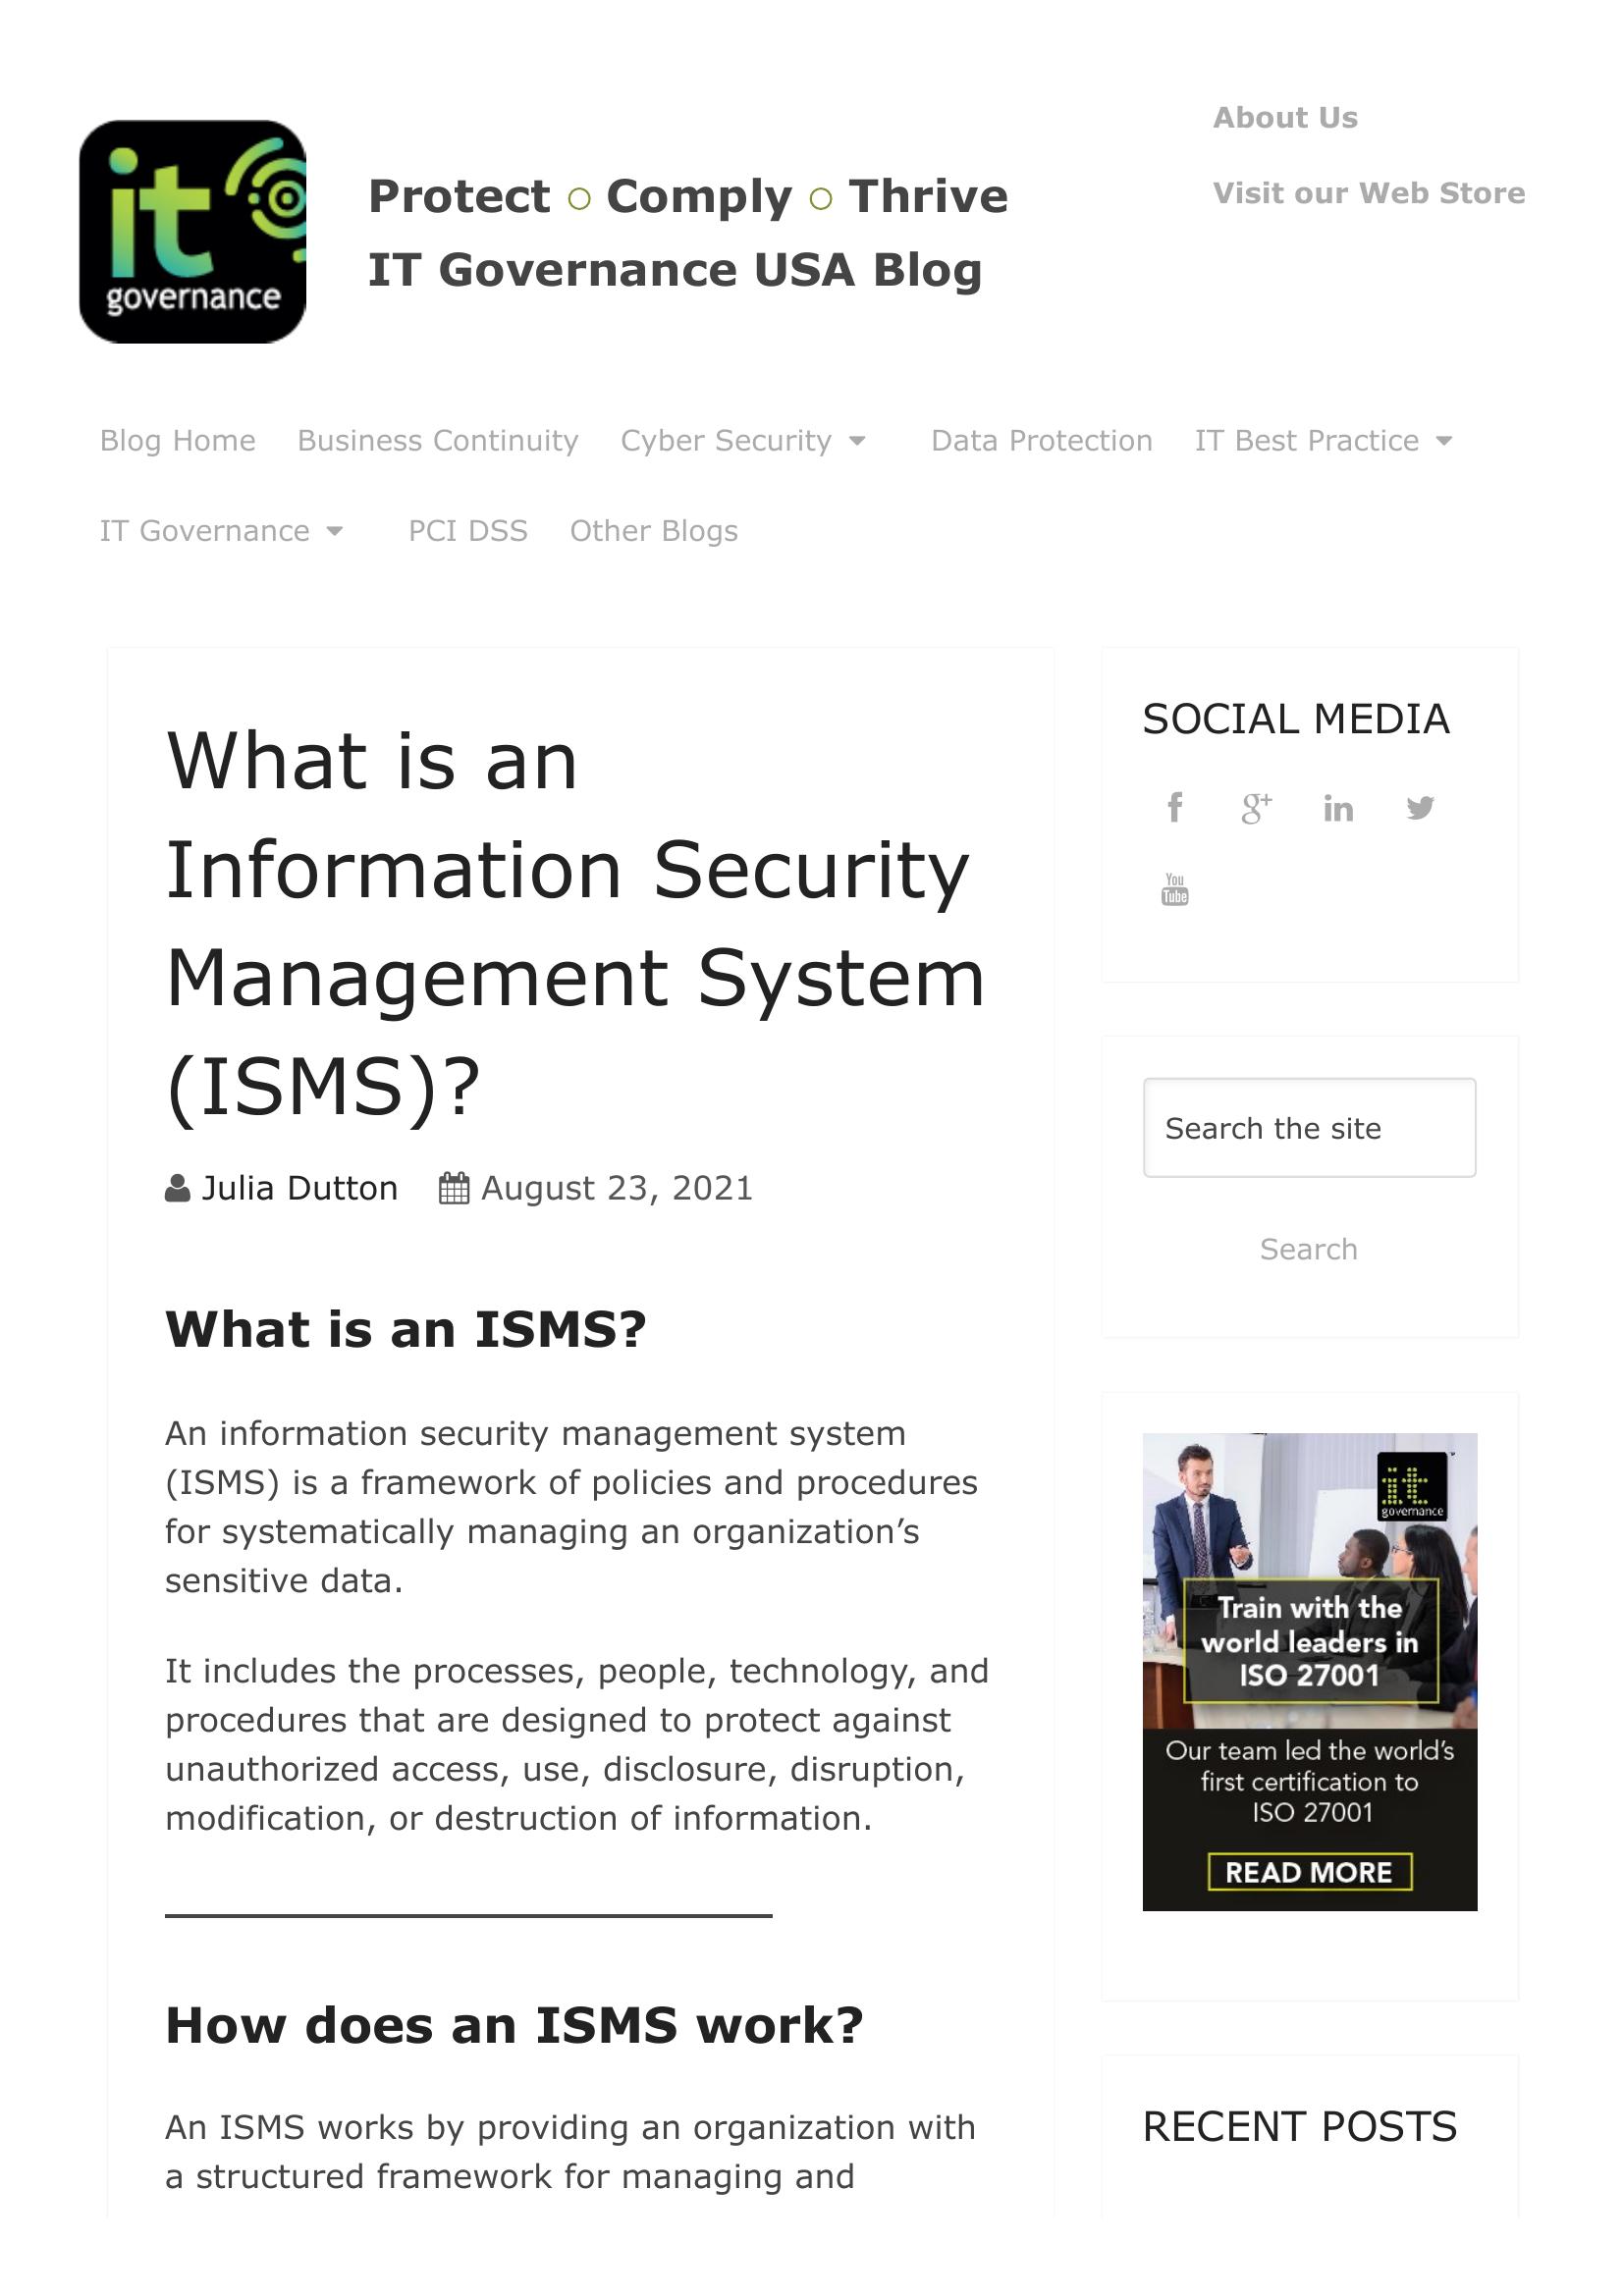 it
governance
Protect ○ Comply ○ Thrive
IT Governance USA Blog
About Us
Visit our Web Store
Blog Home Business Continuity Cyber Security Data Protection IT Best Practice
IT Governance PCI DSS Other Blogs
What is an
Information Security
Management System
(ISMS)?
Julia Dutton August 23, 2021
What is an ISMS?
An information security management system
(ISMS) is a framework of policies and procedures
for systematically managing an organization’s
sensitive data.
It includes the processes, people, technology, and
procedures that are designed to protect against
unauthorized access, use, disclosure, disruption,
modification, or destruction of information.
How does an ISMS work?
An ISMS works by providing an organization with
a structured framework for managing and
SOCIAL MEDIA
f g+ in
You
Tube
Search the site
Search
it
governance
Train with the
world leaders in
ISO 27001
Our team led the world’s
first certification to
ISO 27001
READ MORE
RECENT POSTS